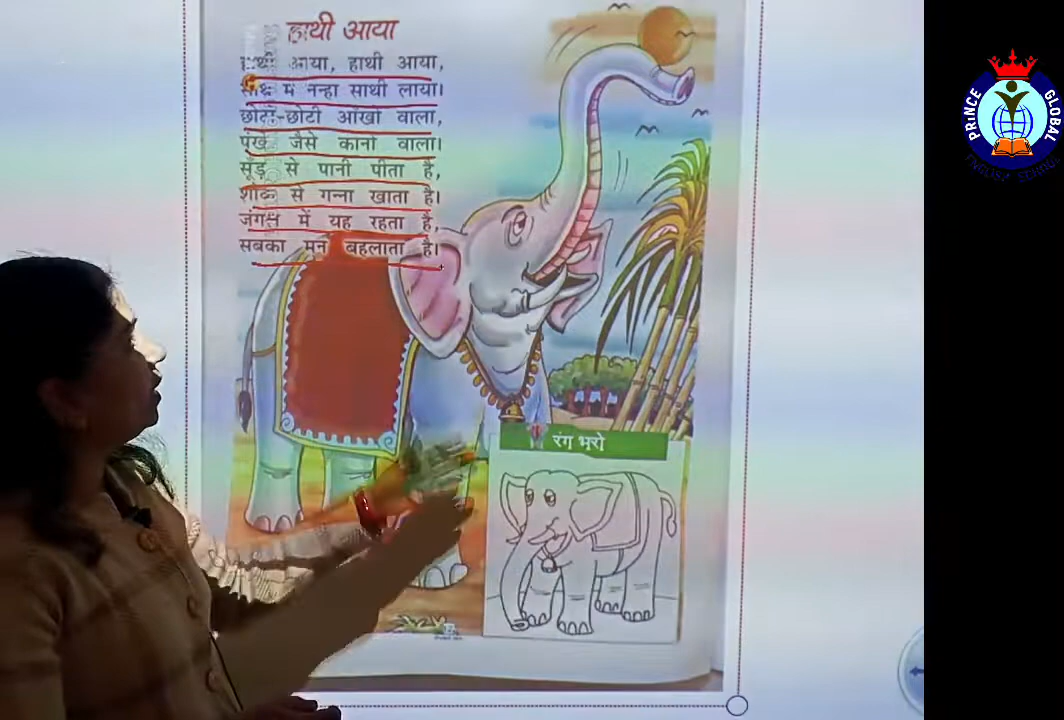 हाथी आया
हाथी आया, हाथी आया,
साथ में नन्हा साथी लाया।
छोटी-छोटी आंखों वाला,
पंखे जैसे कानों वाला।
सूँड़ से पानी पीता है,
शौक से गन्ना खाता है।
जंगल में यह रहता है,
सबका मन बहलाता है।
रंग भरो
PRINCE GLOBAL